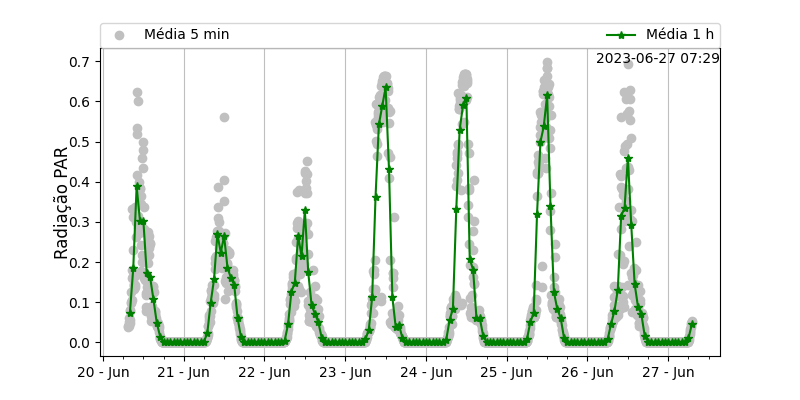 Média 5 min
Média 1 h
2023-06-27 07:29
Radiação PAR
0.7
0.6
0.5
0.4
0.3
0.2
0.1
0.0
20 - Jun
21 - Jun
22 - Jun
23 - Jun
24 - Jun
25 - Jun
26 - Jun
27 - Jun